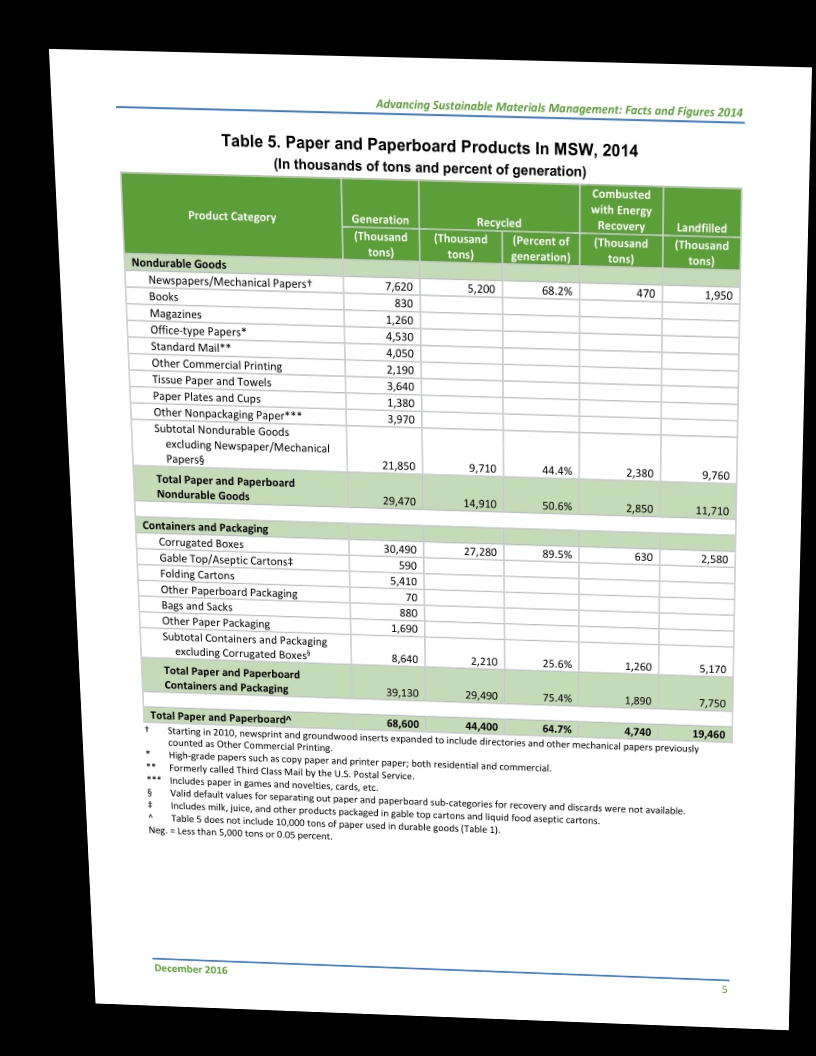 Advancing Sustainable Materials Management: Facts and Figures 2014
Table 5. Paper and Paperboard Products In MSW, 2014
(In thousands of tons and percent of generation)
Product Category Generation Recycled Combusted with Energy Recovery Landfilled
(Thousand tons) (Thousand tons) (Percent of generation) (Thousand tons) (Thousand tons)
Nondurable Goods
Newspapers/Mechanical Papers† 7,620 5,200 68.2% 470 1,950
Books 830
Magazines 1,260
Office-type Papers* 4,530
Standard Mail** 4,050
Other Commercial Printing 2,190
Tissue Paper and Towels 3,640
Paper Plates and Cups 1,380
Other Nonpackaging Paper*** 3,970
Subtotal Nondurable Goods
excluding Newspaper/Mechanical
Papers§ 21,850 9,710 44.4% 2,380 9,760
Total Paper and Paperboard
Nondurable Goods 29,470 14,910 50.6% 2,850 11,710
Containers and Packaging
Corrugated Boxes 30,490 27,280 89.5% 630 2,580
Gable Top/Aseptic Cartons‡ 590
Folding Cartons 5,410
Other Paperboard Packaging 70
Bags and Sacks 880
Other Paper Packaging 1,690
Subtotal Containers and Packaging
excluding Corrugated Boxes§ 8,640 2,210 25.6% 1,260 5,170
Total Paper and Paperboard
Containers and Packaging 39,130 29,490 75.4% 1,890 7,750
Total Paper and Paperboard^ 68,600 44,400 64.7% 4,740 19,460
† Starting in 2010, newsprint and groundwood inserts expanded to include directories and other mechanical papers previously
counted as Other Commercial Printing.
* High-grade papers such as copy paper and printer paper; both residential and commercial.
** Formerly called Third Class Mail by the U.S. Postal Service.
*** Includes paper in games and novelties, cards, etc.
§ Valid default values for separating out paper and paperboard sub-categories for recovery and discards were not available.
‡ Includes milk, juice, and other products packaged in gable top cartons and liquid food aseptic cartons.
^ Table 5 does not include 10,000 tons of paper used in durable goods (Table 1).
Neg. = Less than 5,000 tons or 0.05 percent.
December 2016
5